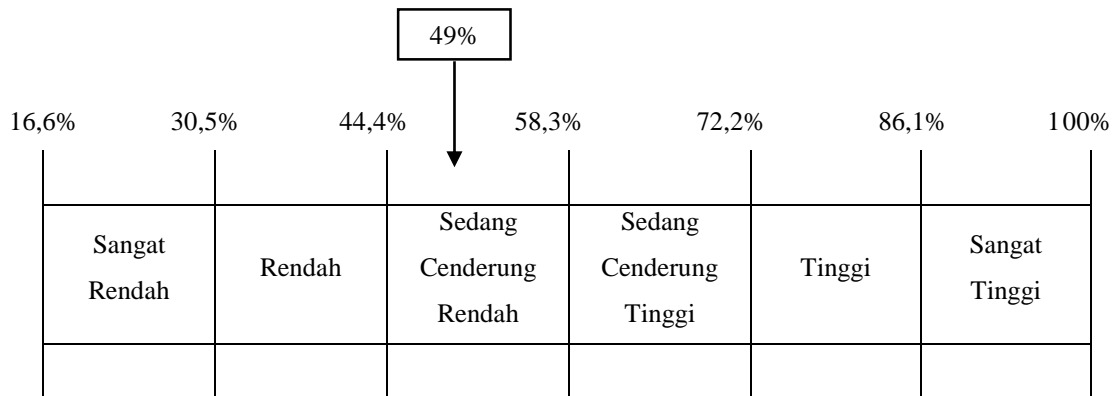 49%
16,6% 30,5% 44,4% 58,3% 72,2% 86,1% 100%
Sangat
Rendah
Rendah
Sedang
Cenderung
Rendah
Sedang
Cenderung
Tinggi
Tinggi
Sangat
Tinggi